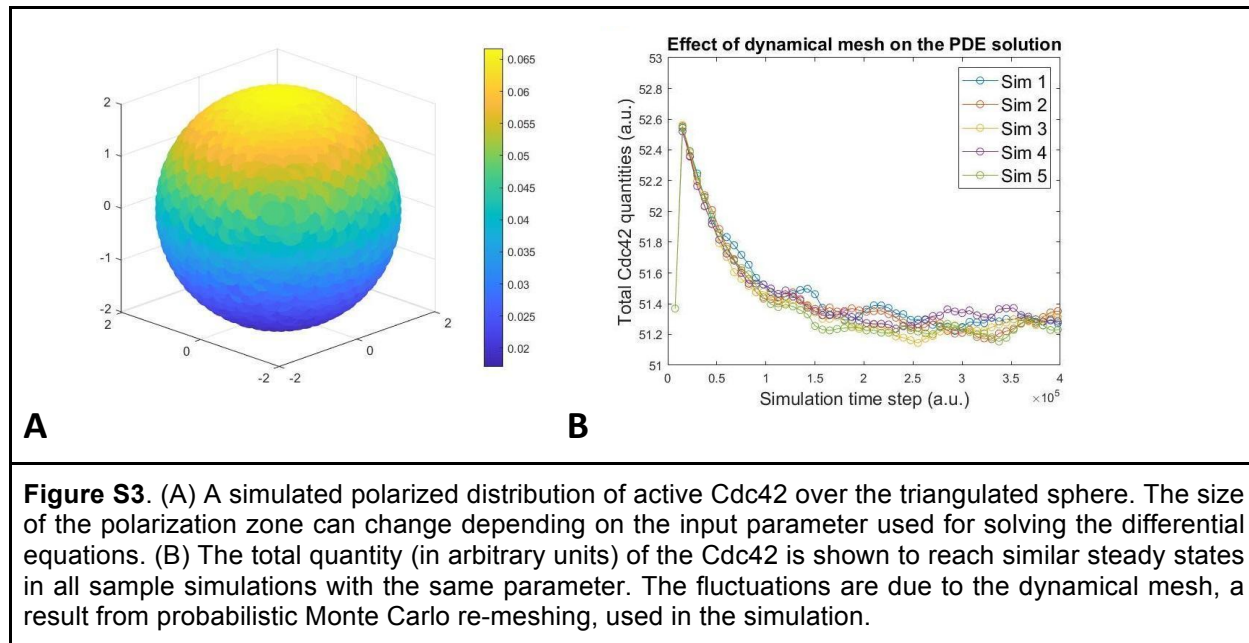 2
1
0
-1
-2
2
0
-2
-2
0
2
0.065
0.06
0.055
0.05
0.045
0.04
0.035
0.03
0.025
0.02
A
Effect of dynamical mesh on the PDE solution
53
52.8
52.6
52.4
52.2
52
51.8
51.6
51.4
51.2
51
Total Cdc42 quantities (a.u.)
Sim 1
Sim 2
Sim 3
Sim 4
Sim 5
0 0.5 1 1.5 2 2.5 3 3.5 4
×10⁵
Simulation time step (a.u.)
B
Figure S3. (A) A simulated polarized distribution of active Cdc42 over the triangulated sphere. The size
of the polarization zone can change depending on the input parameter used for solving the differential
equations. (B) The total quantity (in arbitrary units) of the Cdc42 is shown to reach similar steady states
in all sample simulations with the same parameter. The fluctuations are due to the dynamical mesh, a
result from probabilistic Monte Carlo re-meshing, used in the simulation.